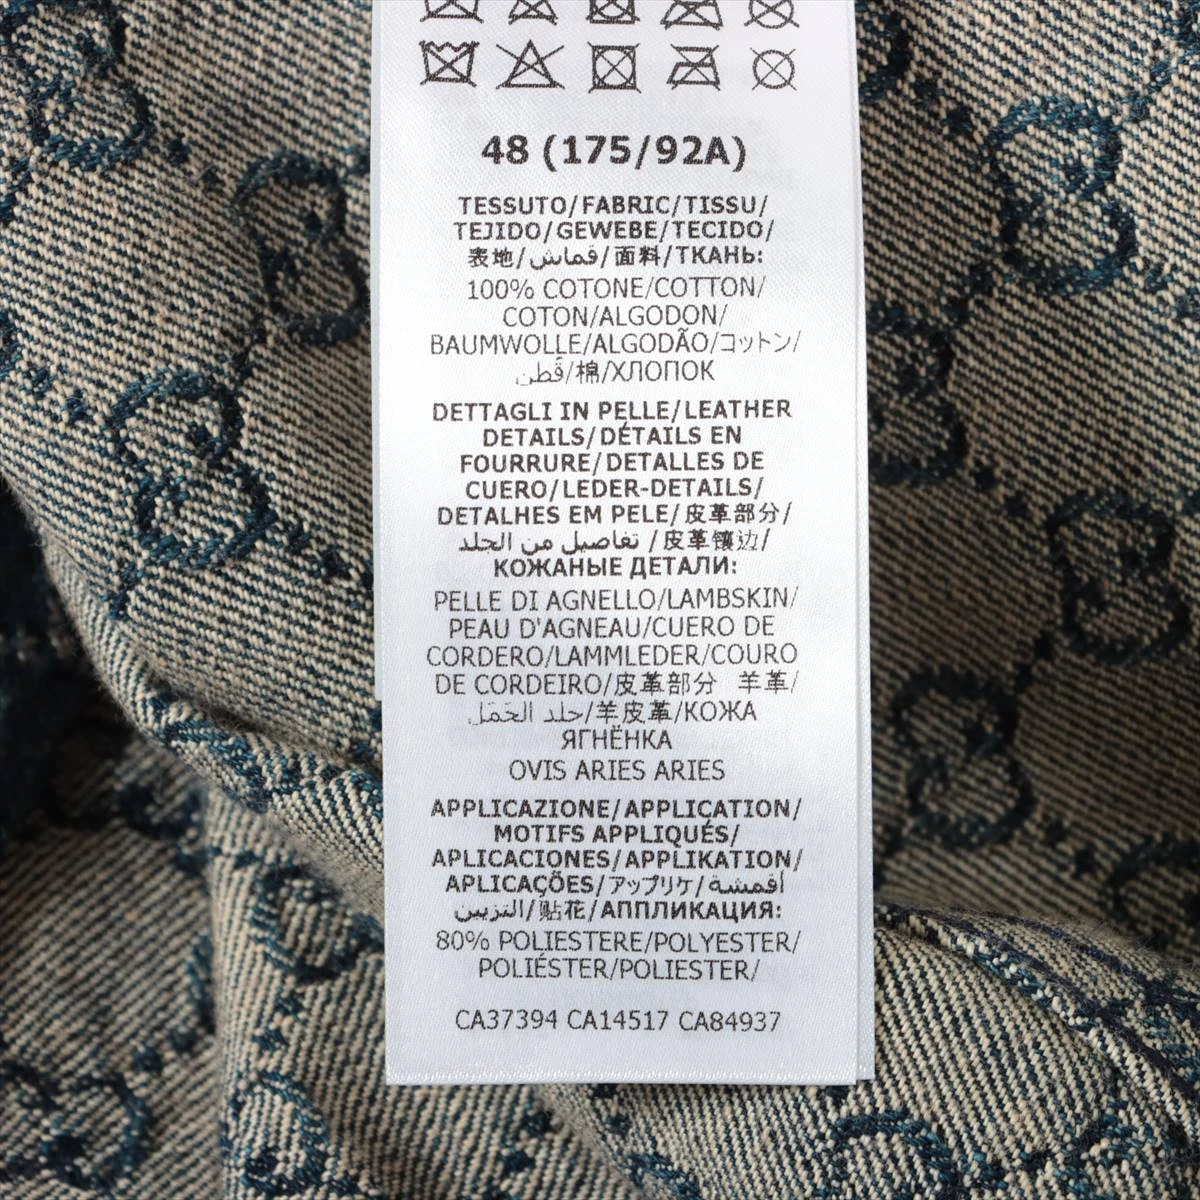 48 (175/92A)
TESSUTO/FABRIC/TISSU/
TEJIDO/GEWEBE/TECIDO/
表地/قماش/面料/ТКАНЬ:
100% COTONE/COTTON/
COTON/ALGODON/
BAUMWOLLE/ALGODÃO/コットン/
قطن/棉/ХЛОПОК
DETTAGLI IN PELLE/LEATHER
DETAILS/DÉTAILS EN
FOURRURE/DETALLES DE
CUERO/LEDER-DETAILS/
DETALHES EM PELE/皮革部分/
تفاصيل من الجلد/皮革镶边/
КОЖАНЫЕ ДЕТАЛИ:
PELLE DI AGNELLO/LAMBSKIN/
PEAU D'AGNEAU/CUERO DE
CORDERO/LAMMLEDER/COURO
DE CORDEIRO/皮革部分 羊革/
جلد الحَمَل/羊皮革/КОЖА
ЯГНЁНКА
OVIS ARIES ARIES
APPLICAZIONE/APPLICATION/
MOTIFS APPLIQUÉS/
APLICACIONES/APPLIKATION/
APLICAÇÕES/アップリケ/أقمشة
التزيين/贴花/АППЛИКАЦИЯ:
80% POLIESTERE/POLYESTER/
POLIÉSTER/POLIESTER/
CA37394 CA14517 CA84937